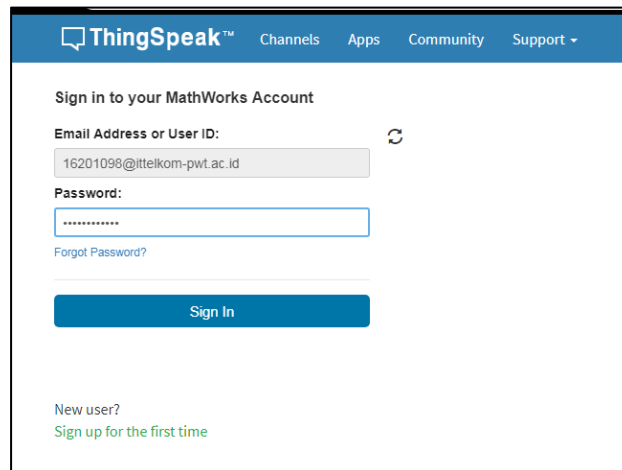 ThingSpeak™ Channels Apps Community Support
Sign in to your MathWorks Account
Email Address or User ID:
16201098@ittelkom-pwt.ac.id
Password:
••••••••••••
Forgot Password?
Sign In
New user?
Sign up for the first time